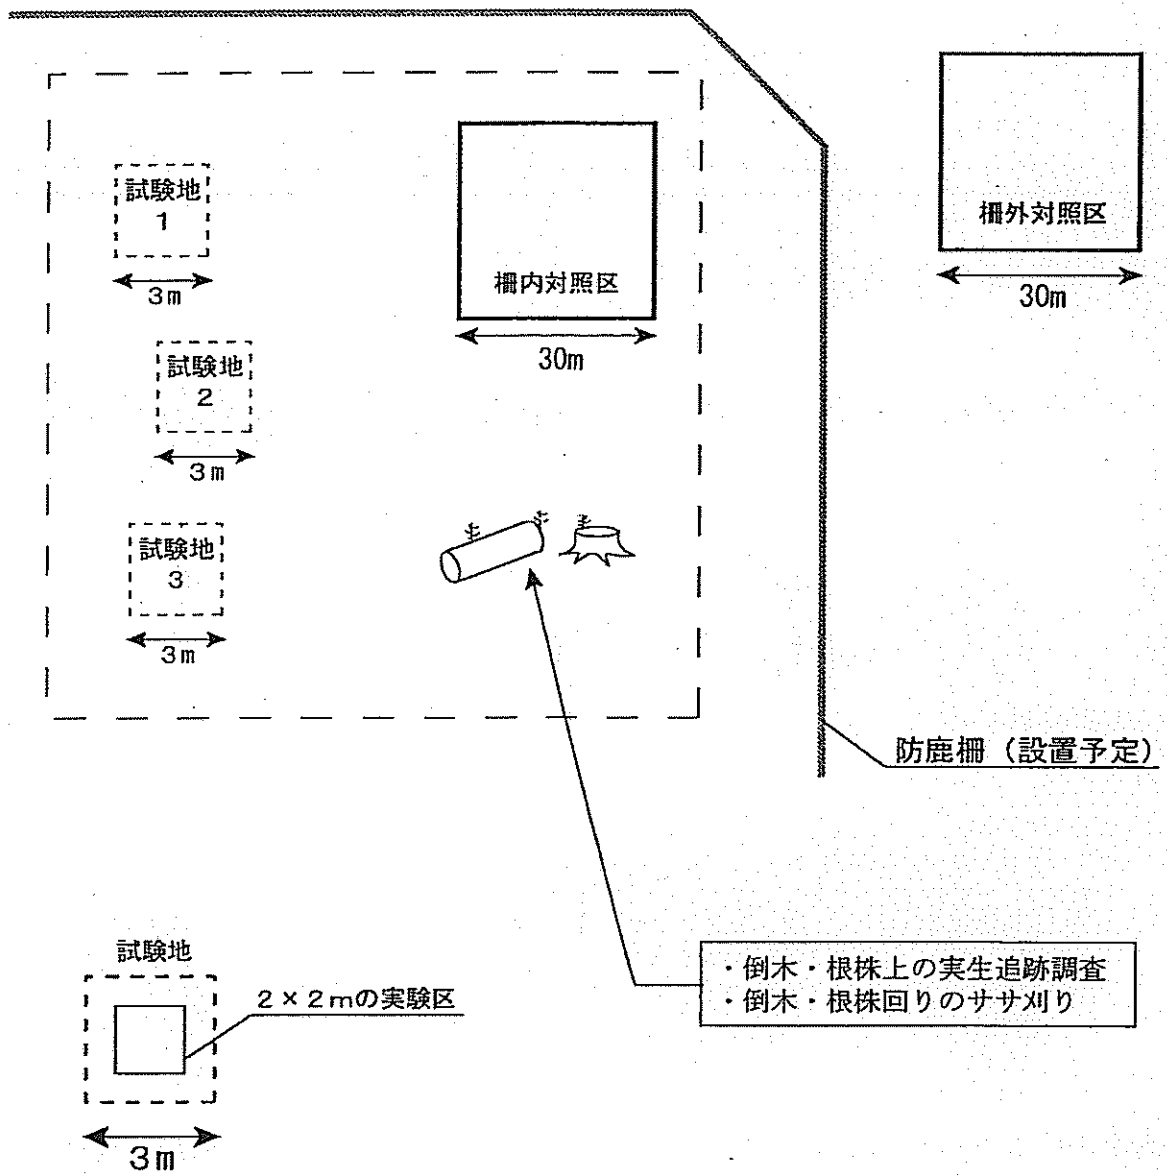 試験地
1
3m
試験地
2
3m
試験地
3
3m
柵内対照区
30m
柵外対照区
30m
防鹿柵（設置予定）
・倒木・根株上の実生追跡調査
・倒木・根株回りのササ刈り
試験地
2×2mの実験区
3m